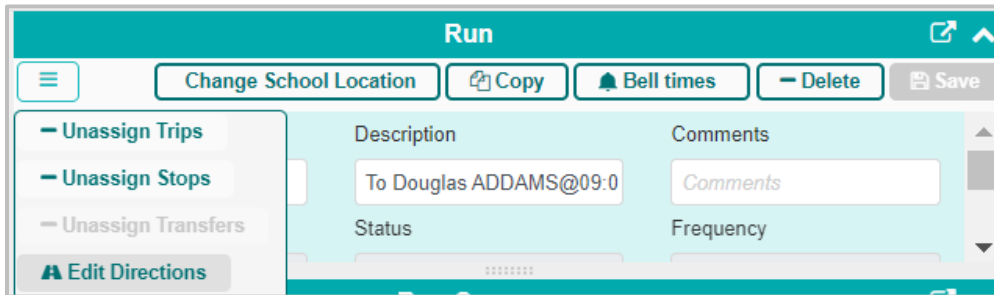 Run
Change School Location Copy Bell times Delete Save
Unassign Trips
Description Comments
Unassign Stops
To Douglas ADDAMS@09:0 Comments
Unassign Transfers
Status Frequency
Edit Directions